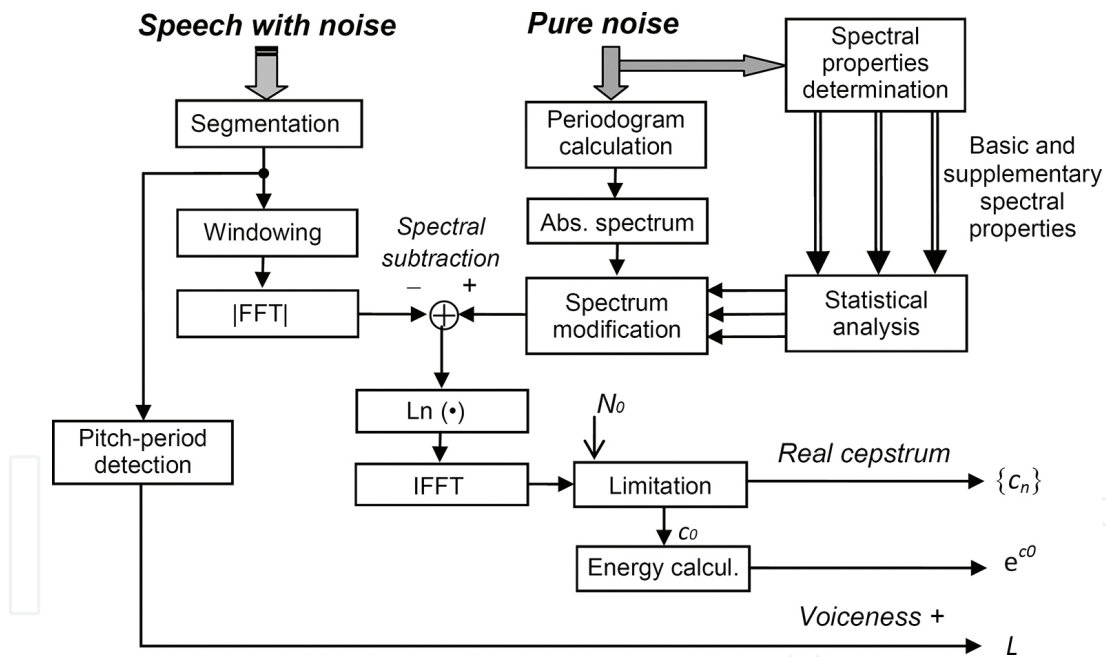 Speech with noise
Pure noise
Spectral
properties
determination
Segmentation
Periodogram
calculation
Basic and
supplementary
spectral
properties
Windowing
Spectral
subtraction
Abs. spectrum
– +
|FFT|
Spectrum
modification
Statistical
analysis
Ln (•)
N0
Pitch-period
detection
IFFT
Limitation
Real cepstrum
{cn}
c0
Energy calcul.
e^c0
Voiceness +
L